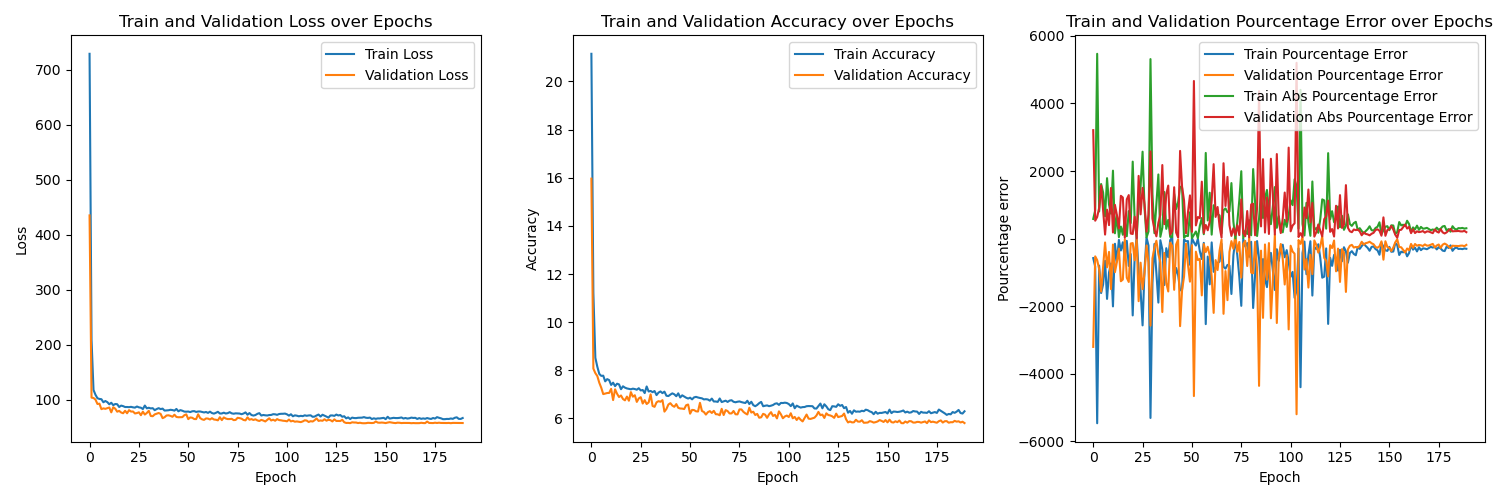 Train and Validation Loss over Epochs
Loss
700
600
500
400
300
200
100
0
25
50
75
100
125
150
175
Epoch
Train Loss
Validation Loss
Train and Validation Accuracy over Epochs
Accuracy
20
18
16
14
12
10
8
6
0
25
50
75
100
125
150
175
Epoch
Train Accuracy
Validation Accuracy
Train and Validation Pourcentage Error over Epochs
Pourcentage error
6000
4000
2000
0
−2000
−4000
−6000
0
25
50
75
100
125
150
175
Epoch
Train Pourcentage Error
Validation Pourcentage Error
Train Abs Pourcentage Error
Validation Abs Pourcentage Error